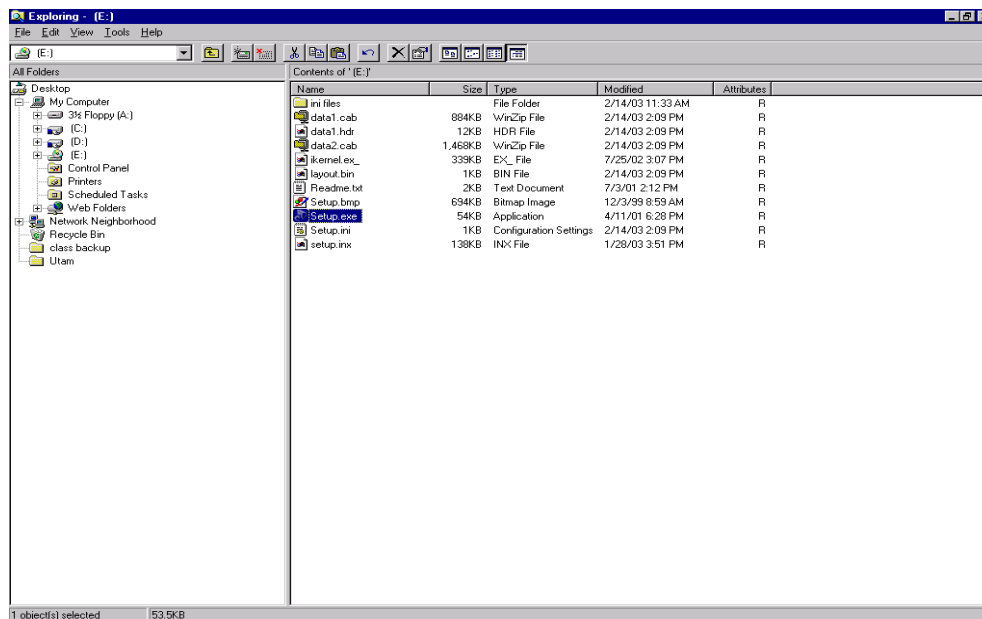 Exploring - (E:)
File Edit View Tools Help
(E:)
All Folders
Contents of ' (E:)'
Desktop
My Computer
3½ Floppy (A:)
(C:)
(D:)
(E:)
Control Panel
Printers
Scheduled Tasks
Web Folders
Network Neighborhood
Recycle Bin
class backup
Utam
Name Size Type Modified Attributes
ini files File Folder 2/14/03 11:33 AM R
data1.cab 884KB WinZip File 2/14/03 2:09 PM R
data1.hdr 12KB HDR File 2/14/03 2:09 PM R
data2.cab 1,468KB WinZip File 2/14/03 2:09 PM R
ikernel.ex_ 339KB EX_ File 7/25/02 3:07 PM R
layout.bin 1KB BIN File 2/14/03 2:09 PM R
Readme.txt 2KB Text Document 7/3/01 2:12 PM R
Setup.bmp 694KB Bitmap Image 12/3/99 8:59 AM R
Setup.exe 54KB Application 4/11/01 6:28 PM R
Setup.ini 1KB Configuration Settings 2/14/03 2:09 PM R
setup.inx 138KB INX File 1/28/03 3:51 PM R
1 object(s) selected 53.5KB